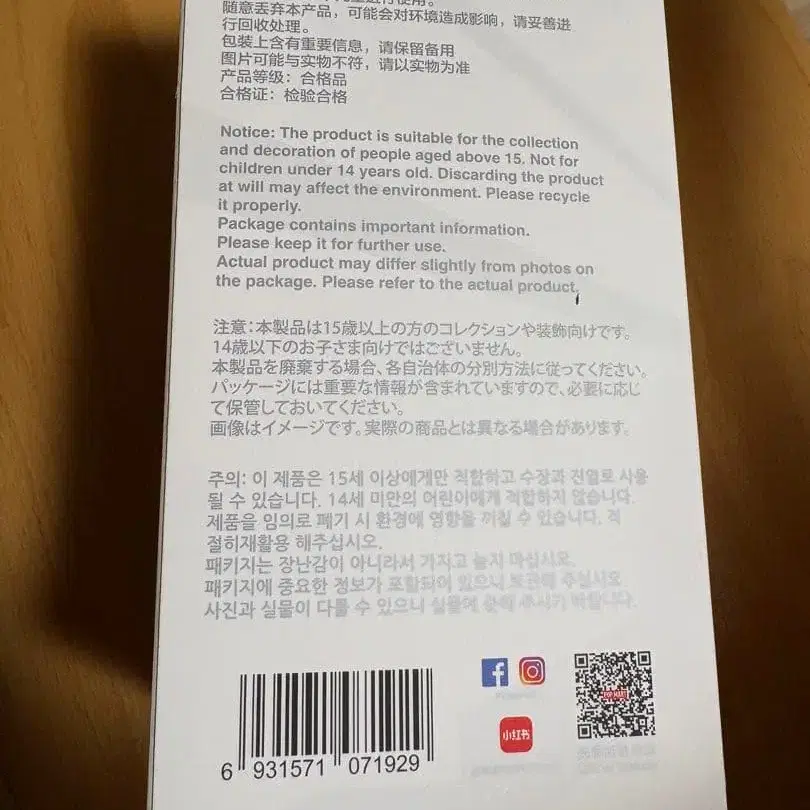 随意丢弃本产品，可能会对环境造成影响，请妥善进
行回收处理。
包装上含有重要信息，请保留备用
图片可能与实物不符，请以实物为准
产品等级：合格品
合格证：检验合格
Notice: The product is suitable for the collection
and decoration of people aged above 15. Not for
children under 14 years old. Discarding the product
at will may affect the environment. Please recycle
it properly.
Package contains important information.
Please keep it for further use.
Actual product may differ slightly from photos on
the package. Please refer to the actual product.
注意：本製品は15歳以上の方のコレクションや装飾向けです。
14歳以下のお子さま向けではございません。
本製品を廃棄する場合、各自治体の分別方法に従ってください。
パッケージには重要な情報が含まれていますので、必要に応じ
て保管しておいてください。
画像はイメージです。実際の商品とは異なる場合があります。
주의: 이 제품은 15세 이상에게만 적합하고 수장과 진열로 사용
될 수 있습니다. 14세 미만의 어린이에게 적합하지 않습니다.
제품을 임의로 폐기 시 환경에 영향을 끼칠 수 있습니다. 적
절히재활용 해주십시오.
패키지는 장난감이 아니라서 가지고 놀지 마십시오.
패키지에 중요한 정보가 포함되어 있으니 보관해 주십시오
사진과 실물이 다를 수 있으니 실물에 준해 주시기 바랍니다.
POP MART
小红书
6 931571 071929